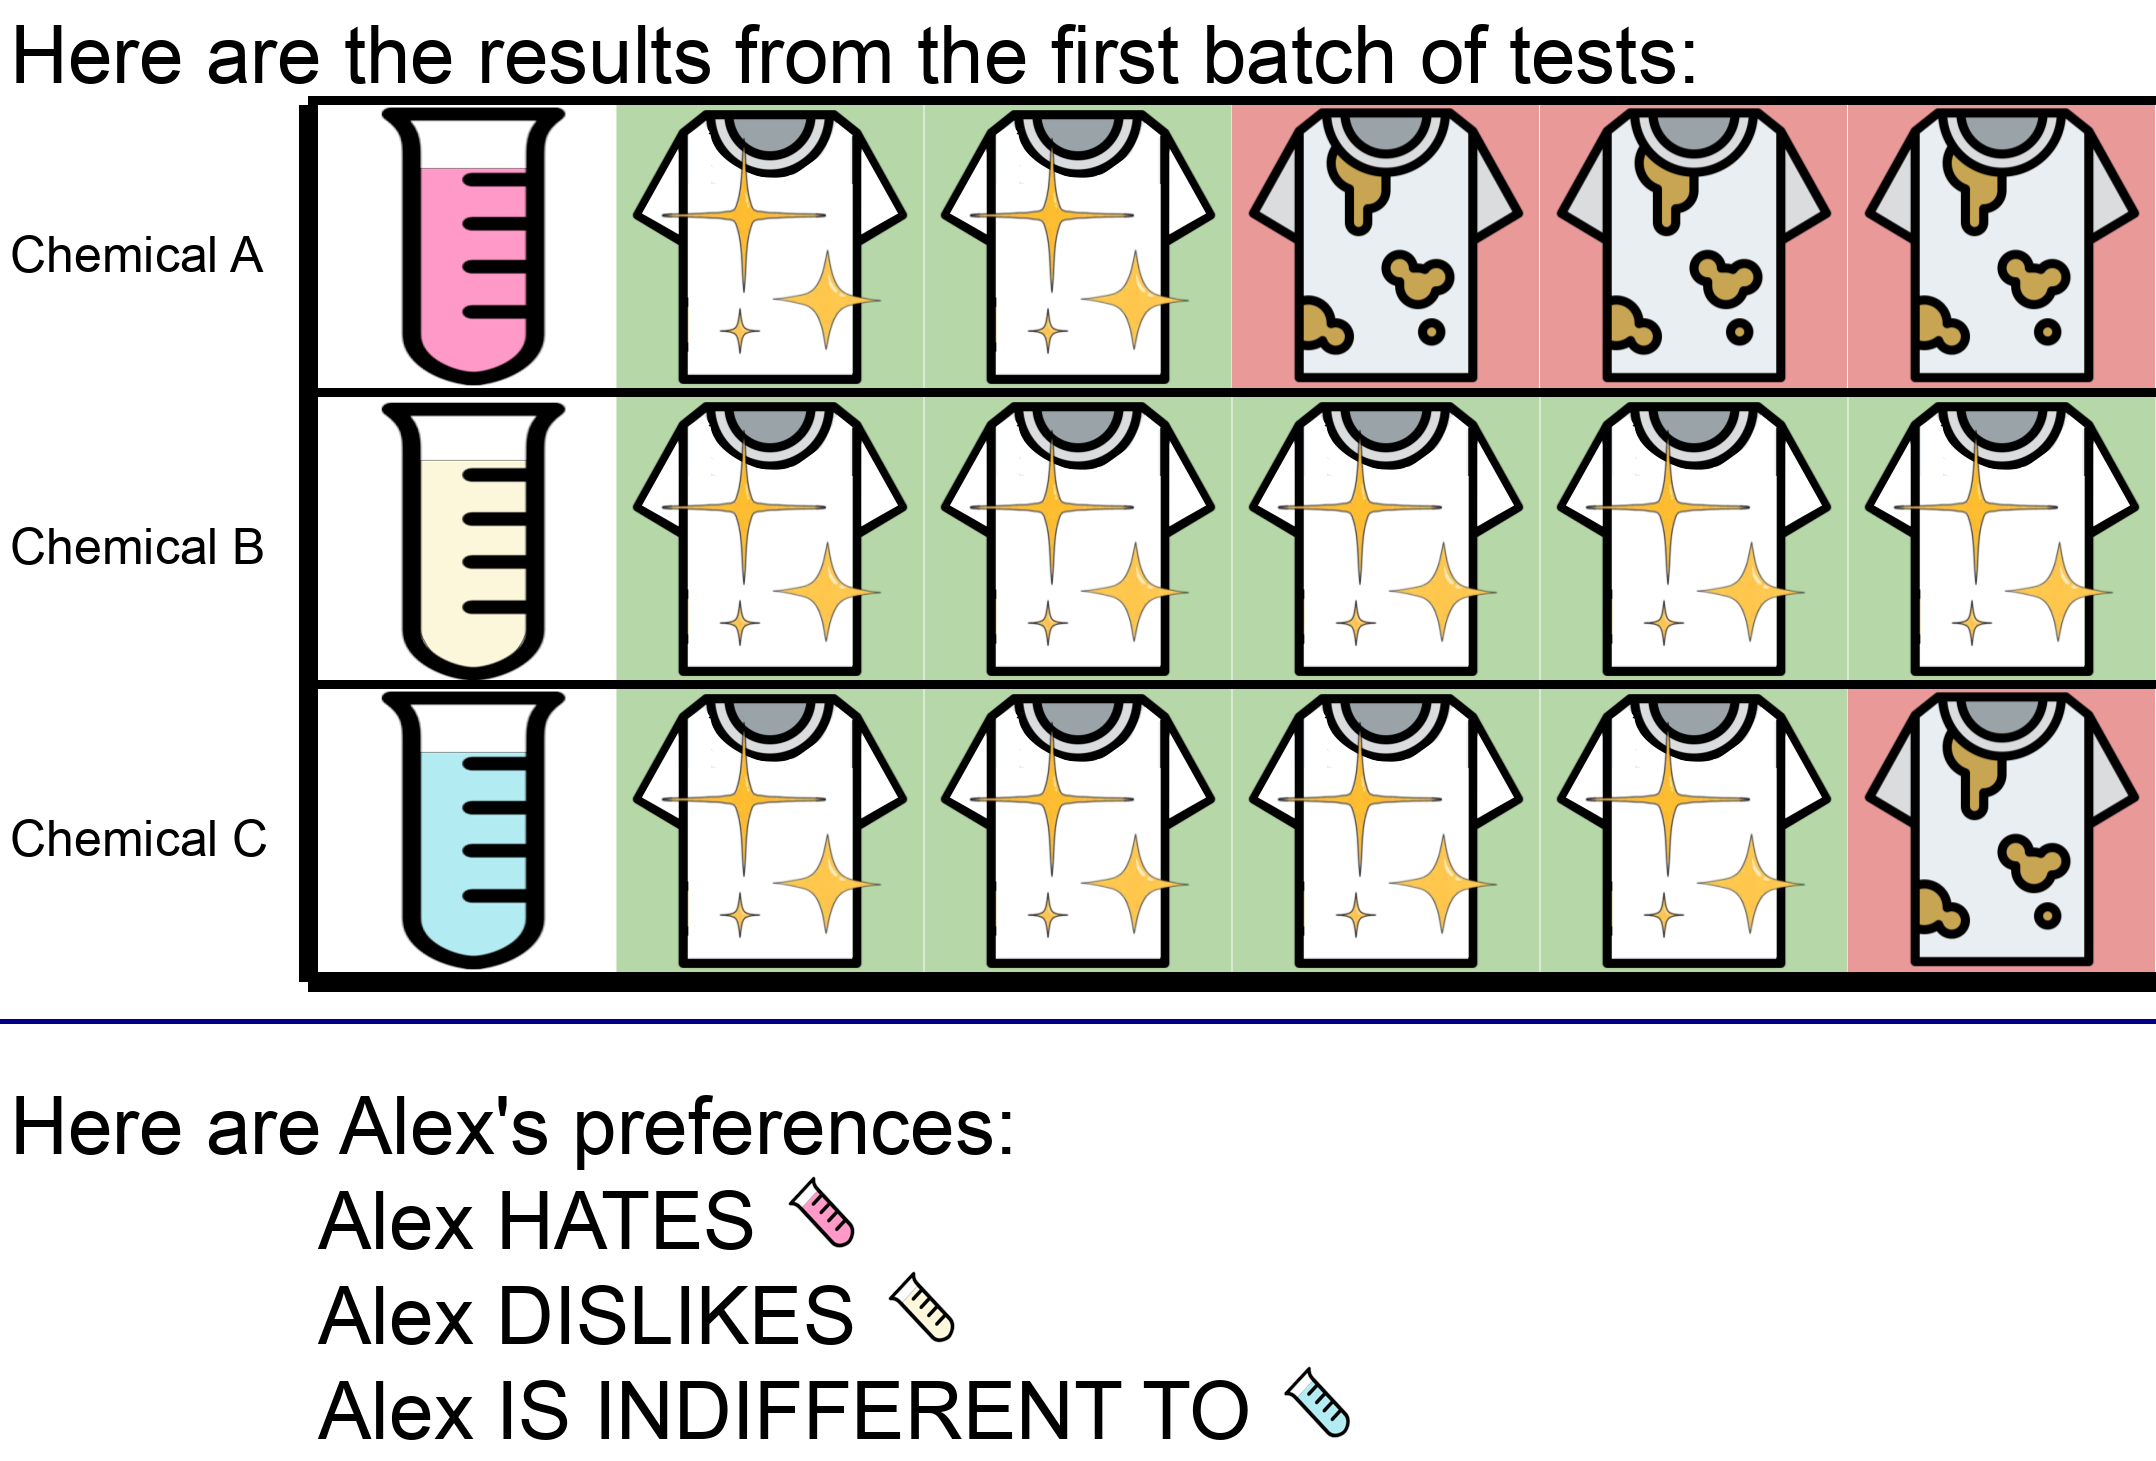 Here are the results from the first batch of tests:
Chemical A
Chemical B
Chemical C
Here are Alex's preferences:
Alex HATES
Alex DISLIKES
Alex IS INDIFFERENT TO